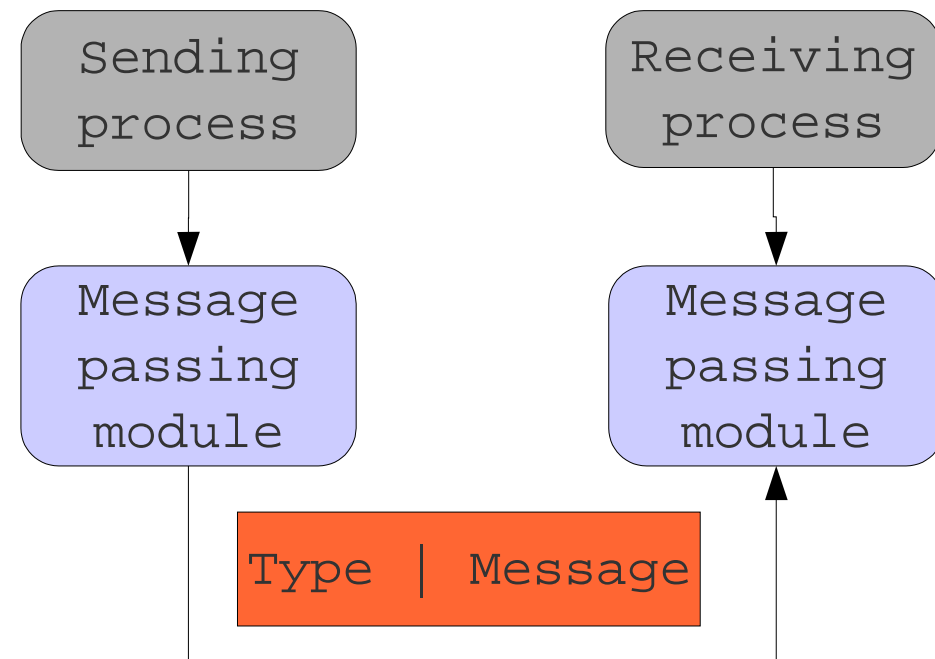 Sending
process
Receiving
process
Message
passing
module
Message
passing
module
Type | Message